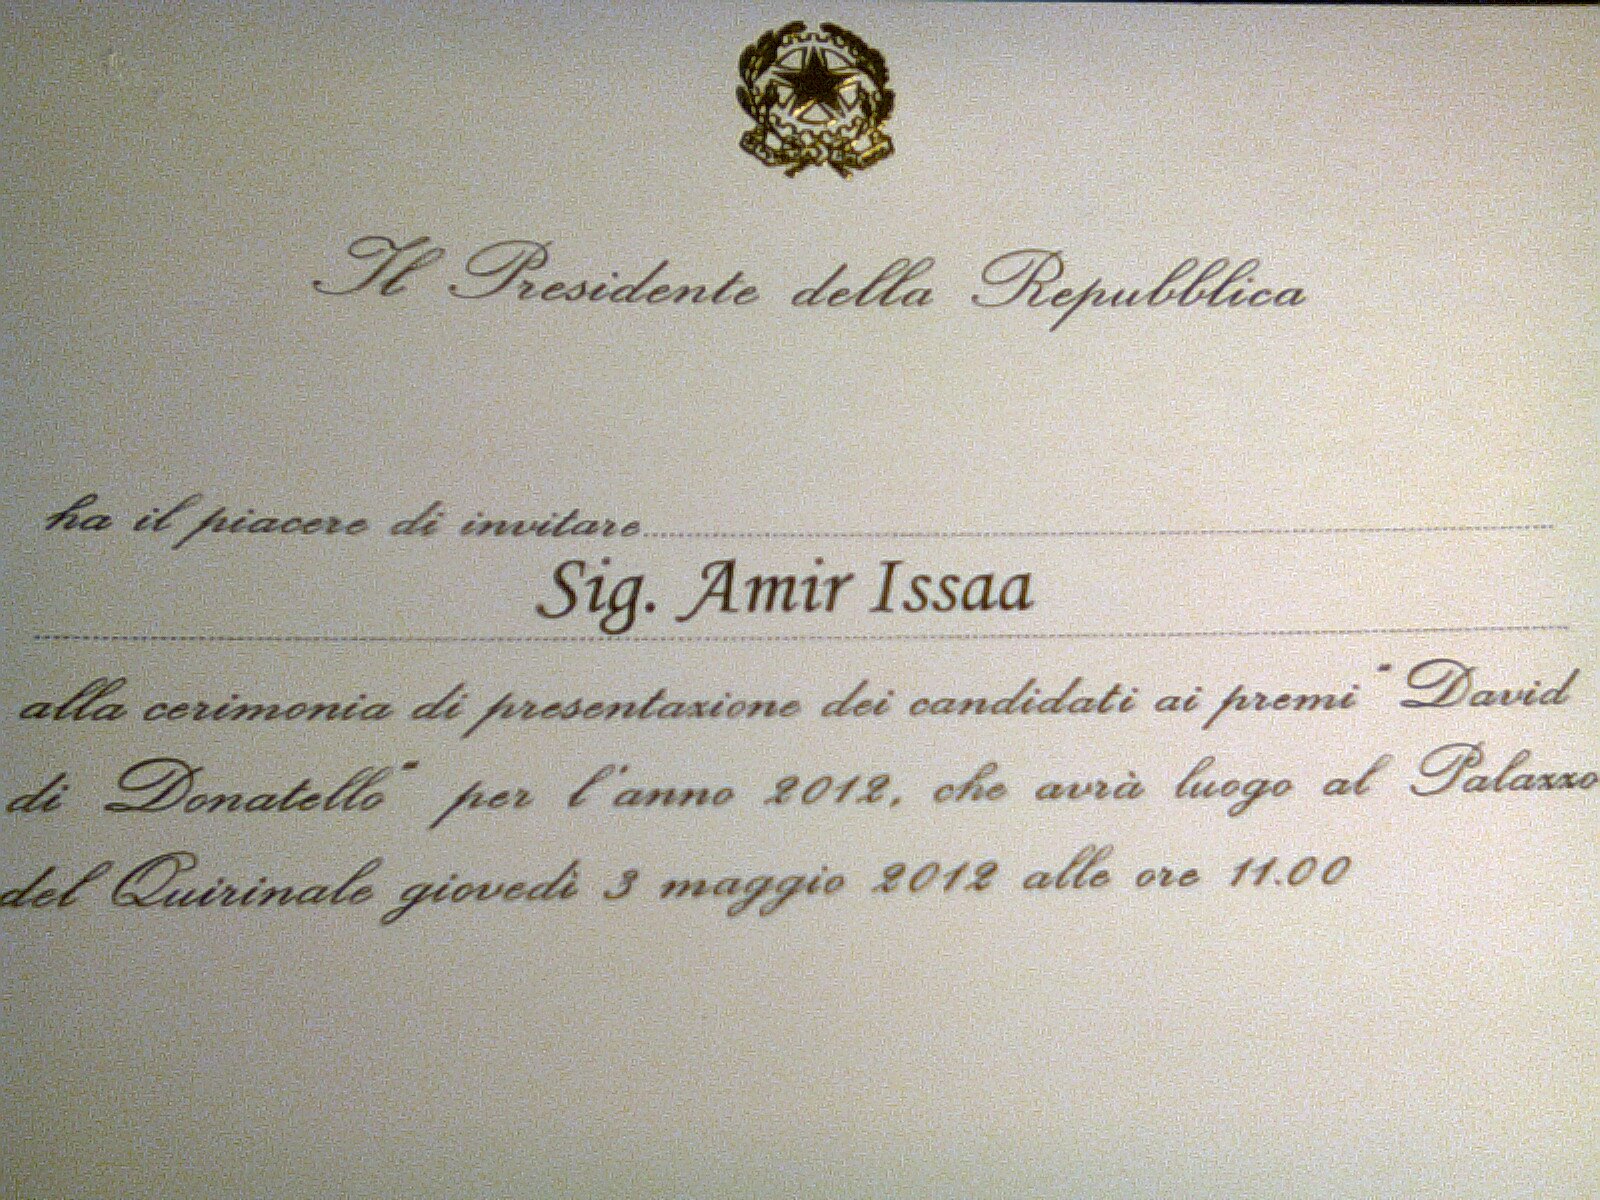 Il Presidente della Repubblica
ha il piacere di invitare
Sig. Amir Issaa
alla cerimonia di presentazione dei candidati ai premi "David
di Donatello" per l'anno 2012, che avrà luogo al Palazzo
del Quirinale giovedì 3 maggio 2012 alle ore 11.00